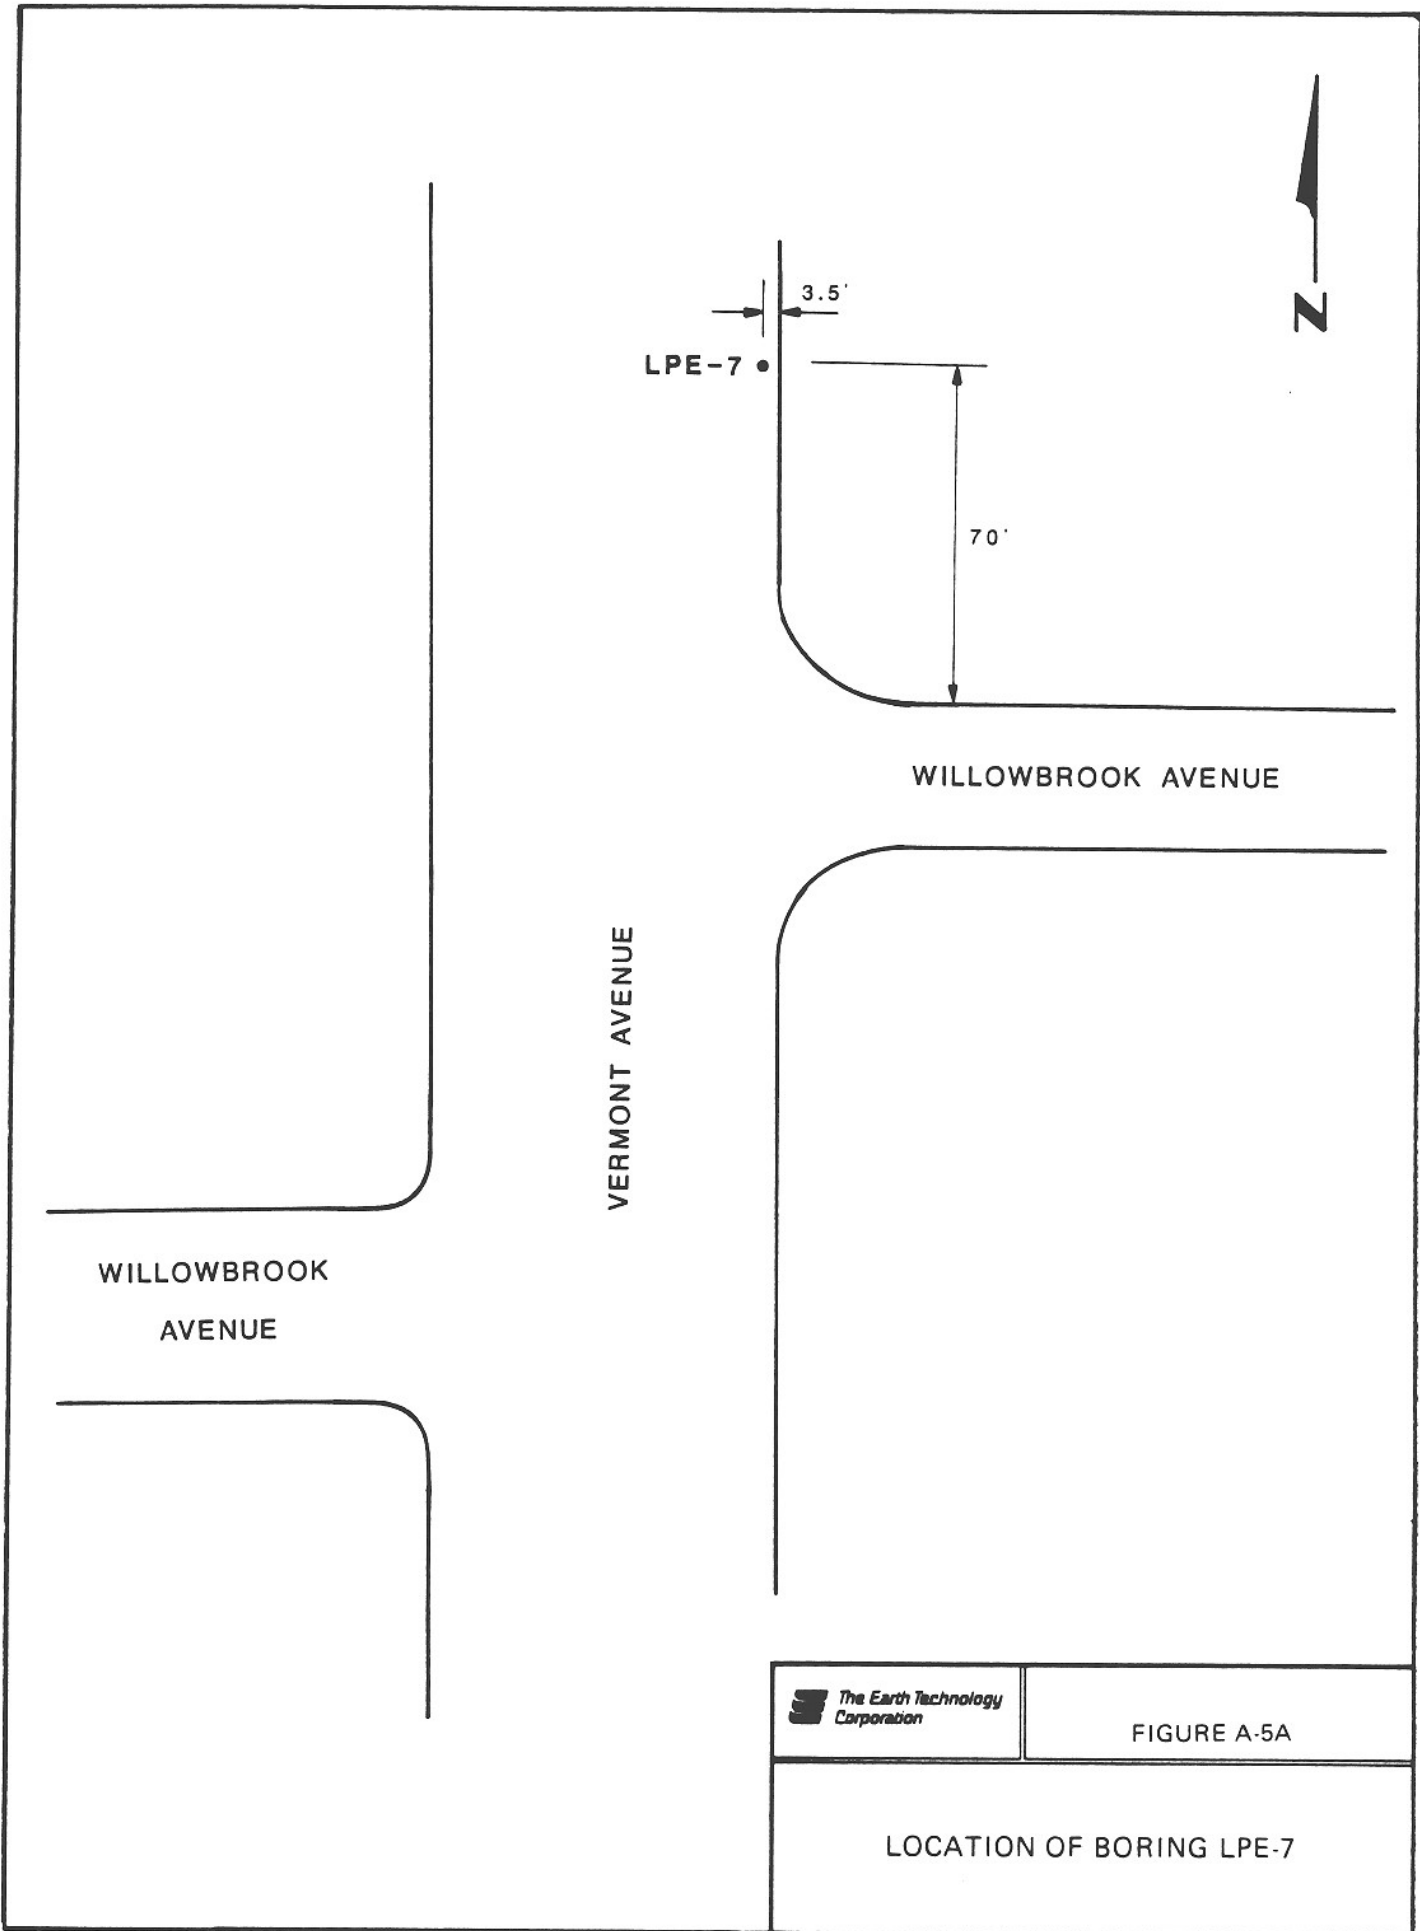 N
3.5'
LPE-7
70'
WILLOWBROOK AVENUE
VERMONT AVENUE
WILLOWBROOK
AVENUE
The Earth Technology
Corporation
FIGURE A-5A
LOCATION OF BORING LPE-7